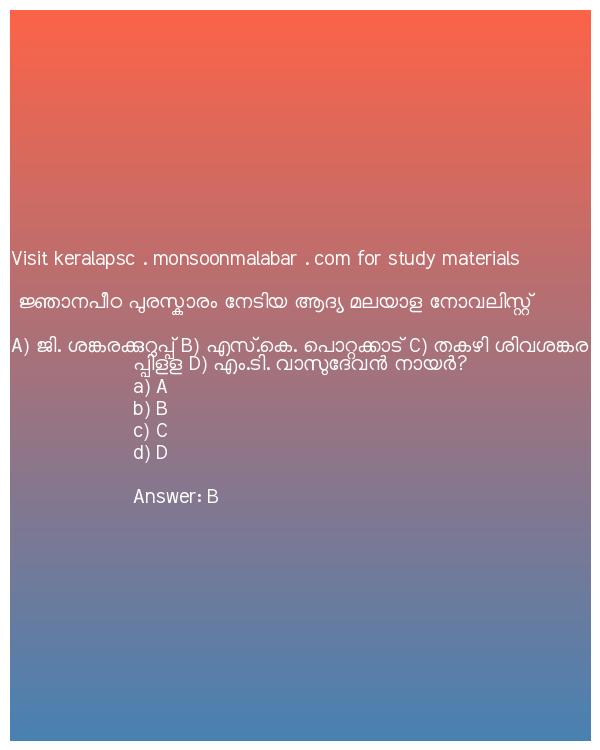 Visit keralapsc . monsoonmalabar . com for study materials
ജ്ഞാനപീഠ പുരസ്കാരം നേടിയ ആദ്യ മലയാള നോവലിസ്റ്റ്
A) ജി. ശങ്കരക്കുറുപ്പ് B) എസ്.കെ. പൊറ്റക്കാട് C) തകഴി ശിവശങ്കര
പ്പിള്ള D) എം.ടി. വാസുദേവൻ നായർ?
a) A
b) B
c) C
d) D
Answer: B